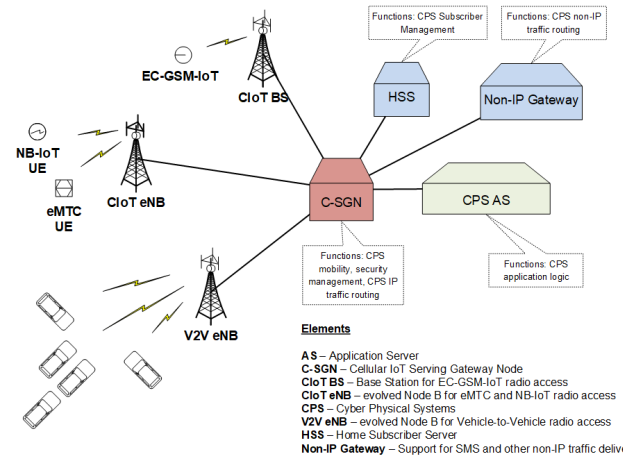 Functions: CPS Subscriber
Management
Functions: CPS non-IP
traffic routing
EC-GSM-IoT
CIoT BS
HSS
Non-IP Gateway
NB-IoT
UE
eMTC
UE
CIoT eNB
C-SGN
CPS AS
Functions: CPS
mobility, security
management, CPS IP
traffic routing
Functions: CPS
application logic
V2V eNB
Elements
AS – Application Server
C-SGN – Cellular IoT Serving Gateway Node
CIoT BS – Base Station for EC-GSM-IoT radio access
CIoT eNB – evolved Node B for eMTC and NB-IoT radio access
CPS – Cyber Physical Systems
V2V eNB – evolved Node B for Vehicle-to-Vehicle radio access
HSS – Home Subscriber Server
Non-IP Gateway – Support for SMS and other non-IP traffic